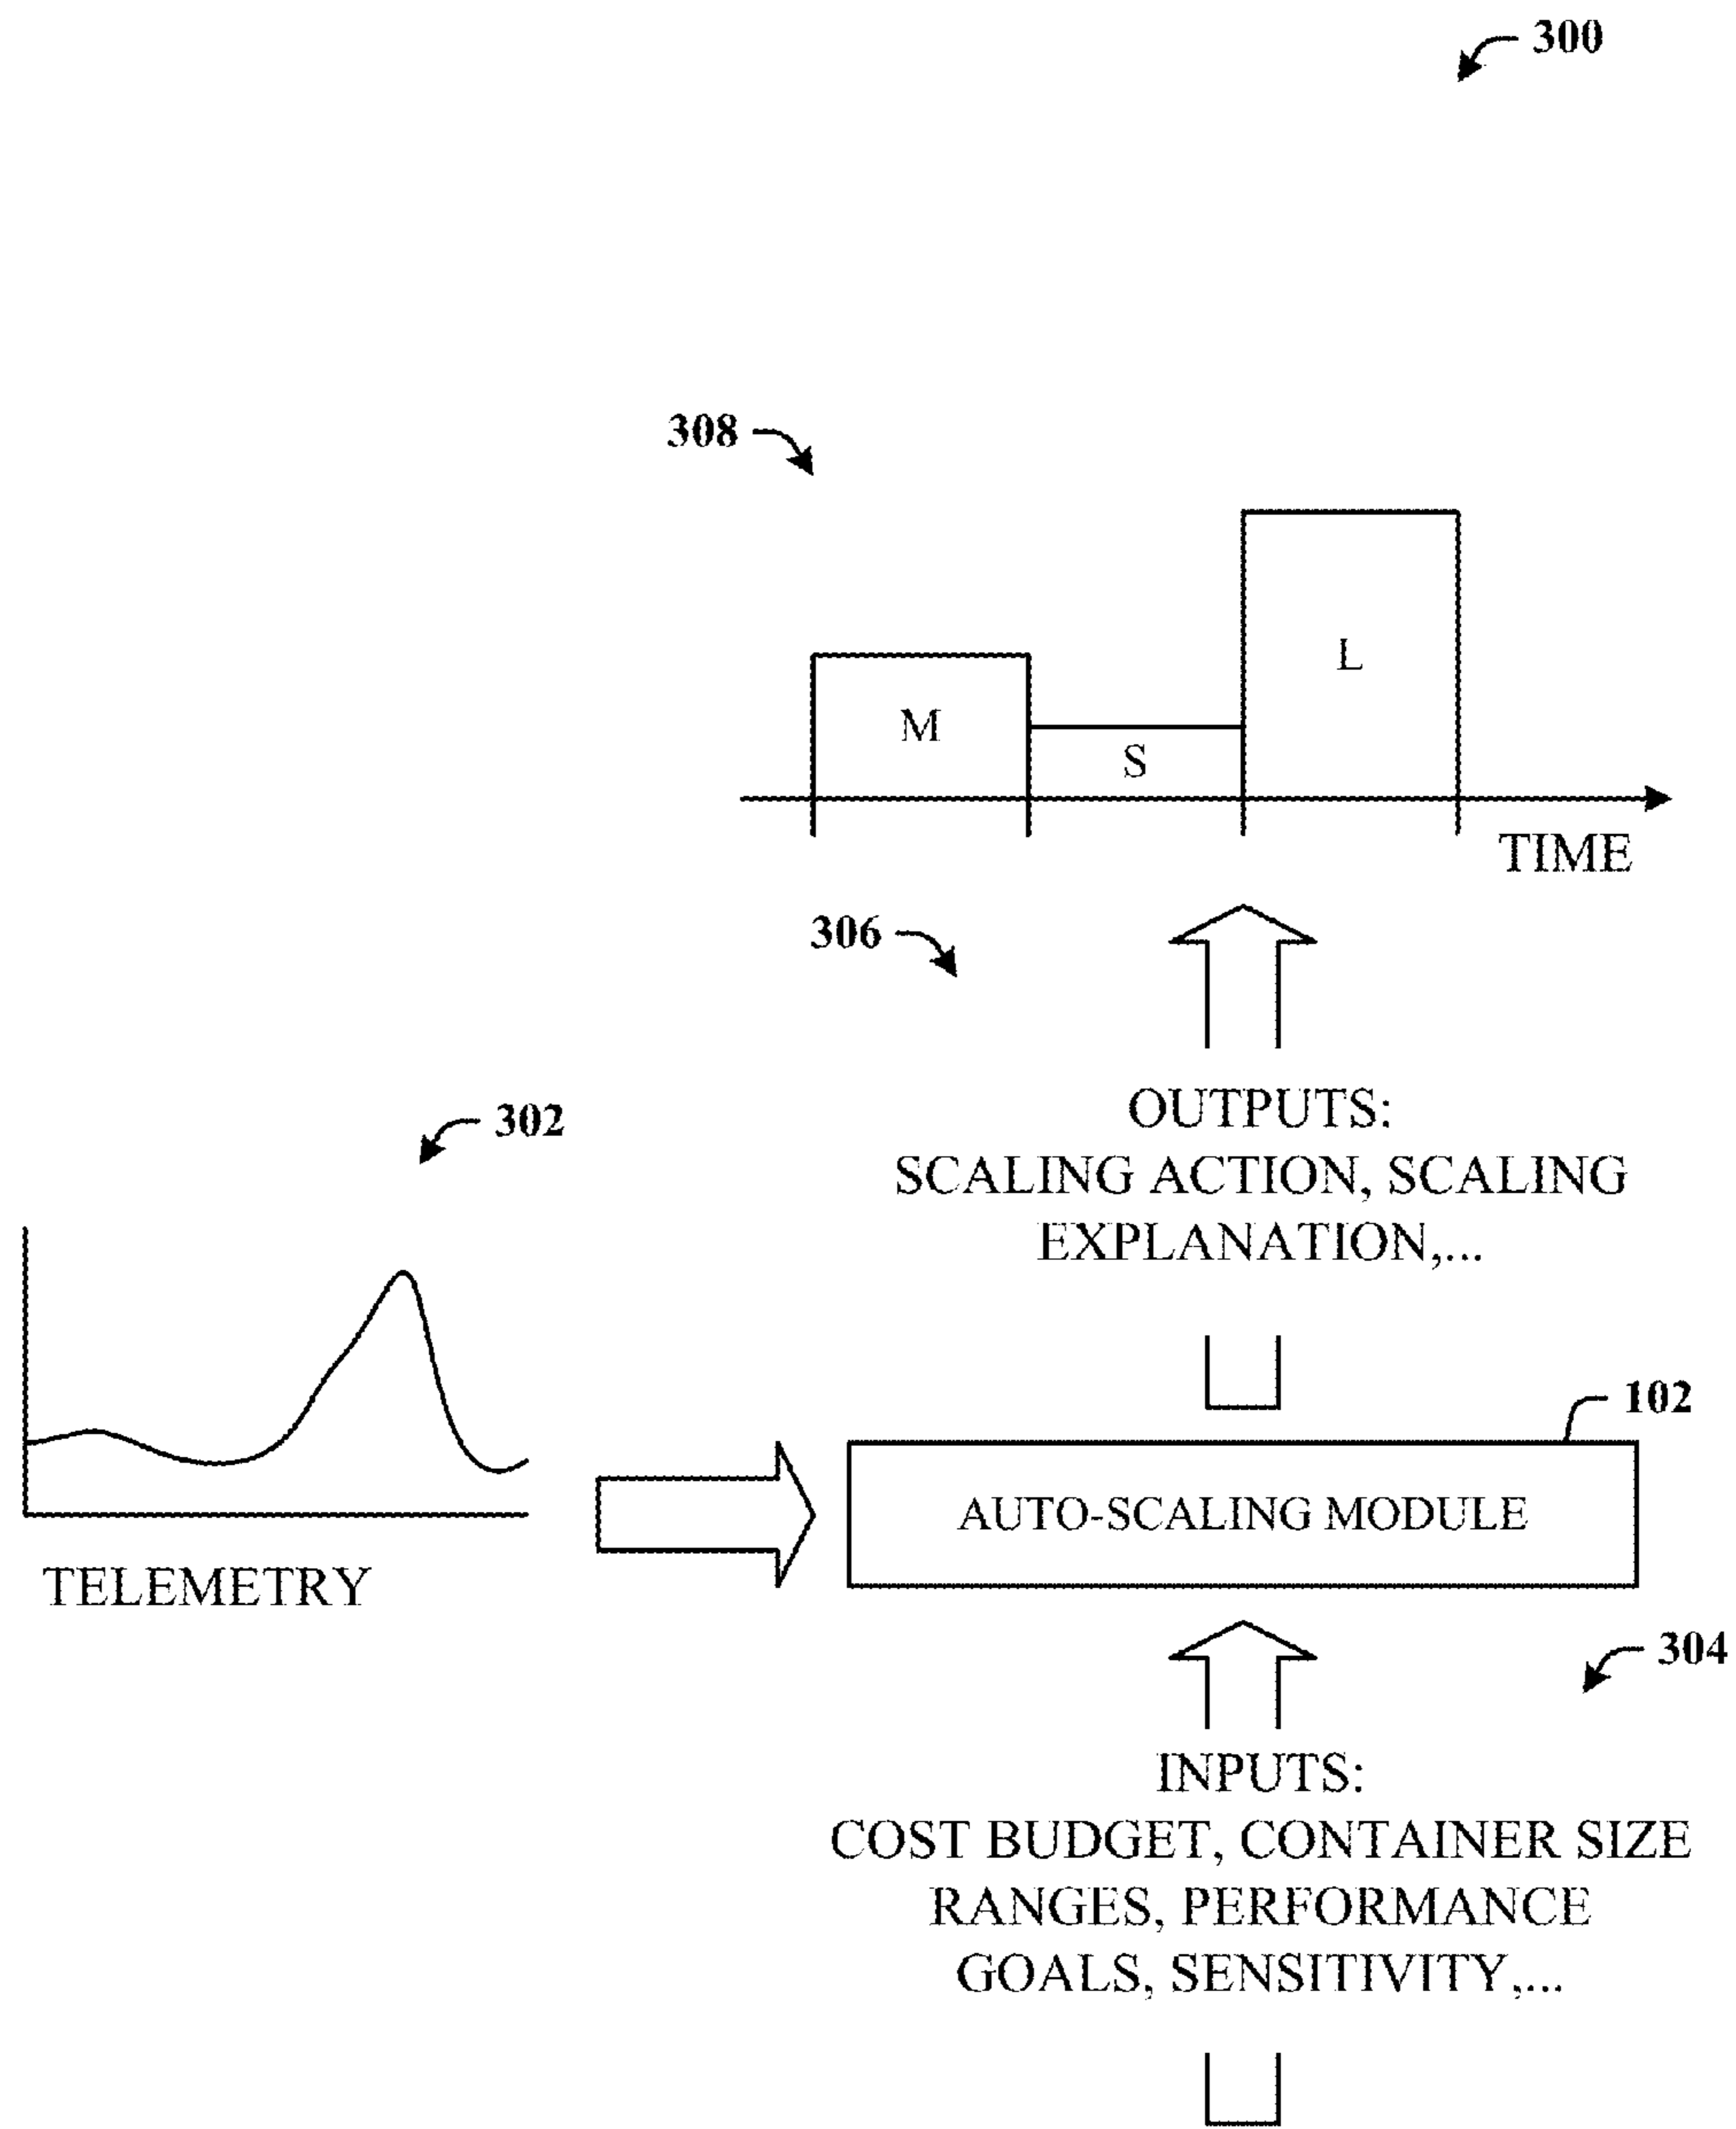 300
308
L
M
S
TIME
306
OUTPUTS:
SCALING ACTION, SCALING
EXPLANATION,...
302
TELEMETRY
102
AUTO-SCALING MODULE
304
INPUTS:
COST BUDGET, CONTAINER SIZE
RANGES, PERFORMANCE
GOALS, SENSITIVITY,...